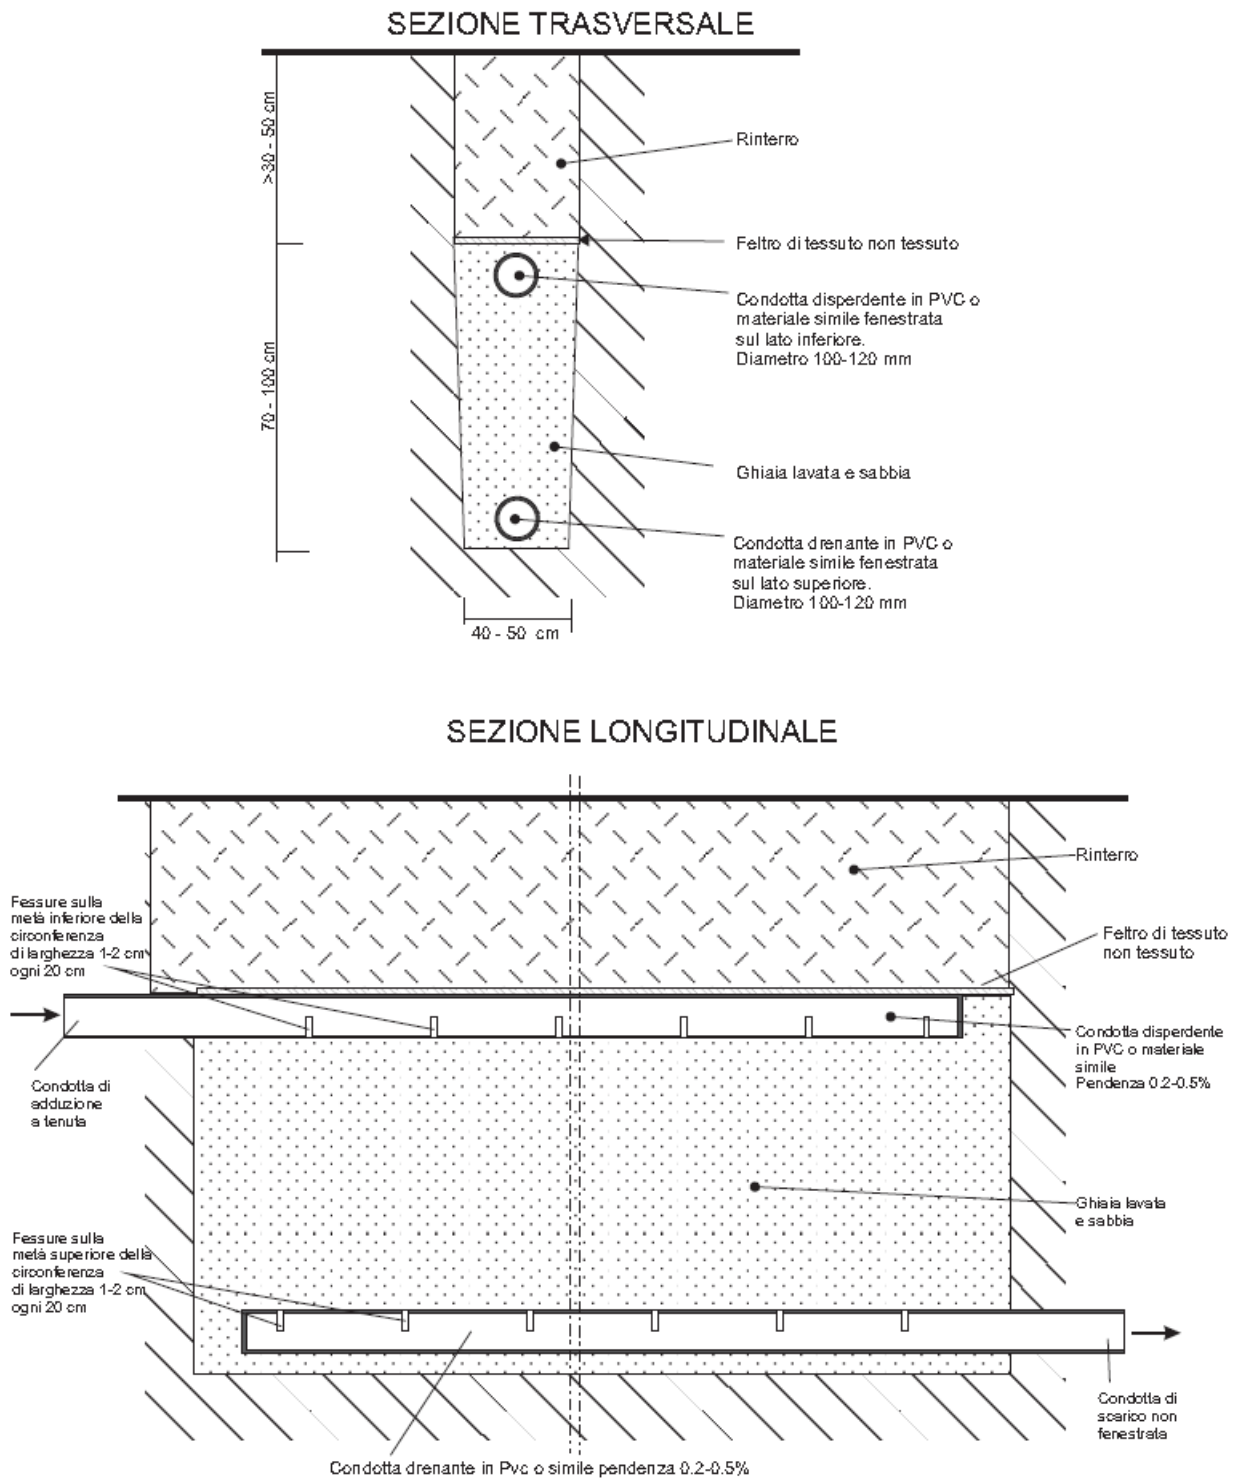 SEZIONE TRASVERSALE
>30 - 50 cm
Rinterro
Feltro di tessuto non tessuto
Condotta disperdente in PVC o
materiale simile fenestrata
sul lato inferiore.
Diametro 100-120 mm
70 - 100 cm
Ghiaia lavata e sabbia
Condotta drenante in PVC o
materiale simile fenestrata
sul lato superiore.
Diametro 100-120 mm
40 - 50 cm
SEZIONE LONGITUDINALE
Rinterro
Fessure sulla
metà inferiore della
circonferenza
di larghezza 1-2 cm
ogni 20 cm
Feltro di tessuto
non tessuto
Condotta disperdente
in PVC o materiale
simile
Pendenza 0.2-0.5%
Condotta di
adduzione
a tenuta
Ghiaia lavata
e sabbia
Fessure sulla
metà superiore della
circonferenza
di larghezza 1-2 cm
ogni 20 cm
Condotta di
scarico non
fenestrata
Condotta drenante in Pvc o simile pendenza 0.2-0.5%